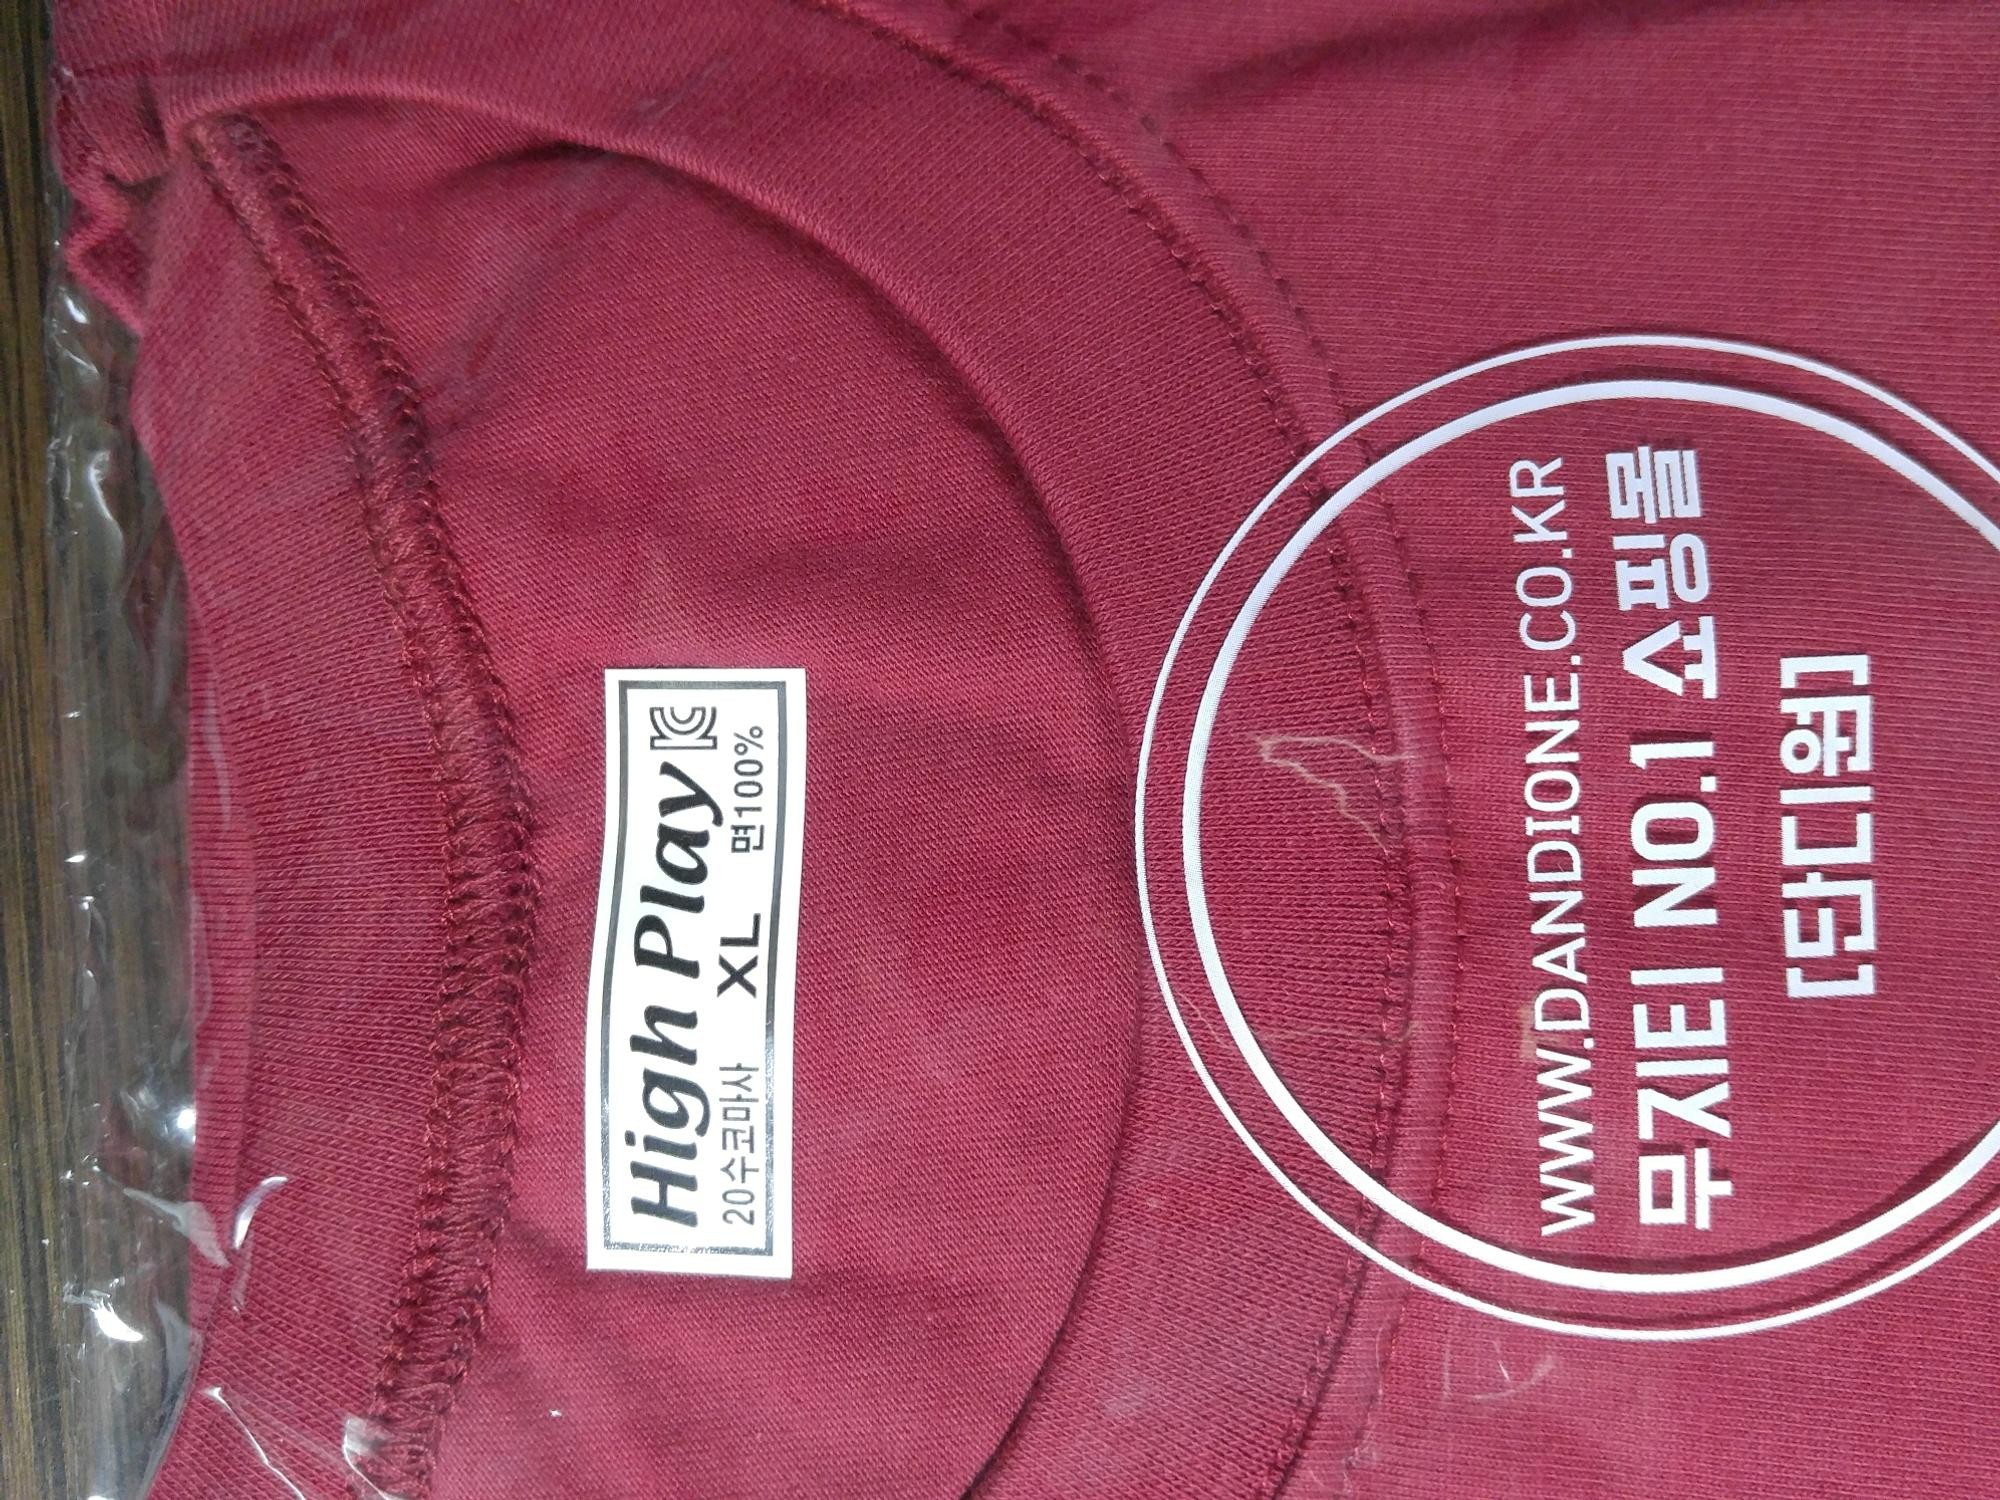 High Play KC
20수코마사 XL 면100%
WWW.DANDIONE.CO.KR
무지티 NO.1 쇼핑몰
[단디원]